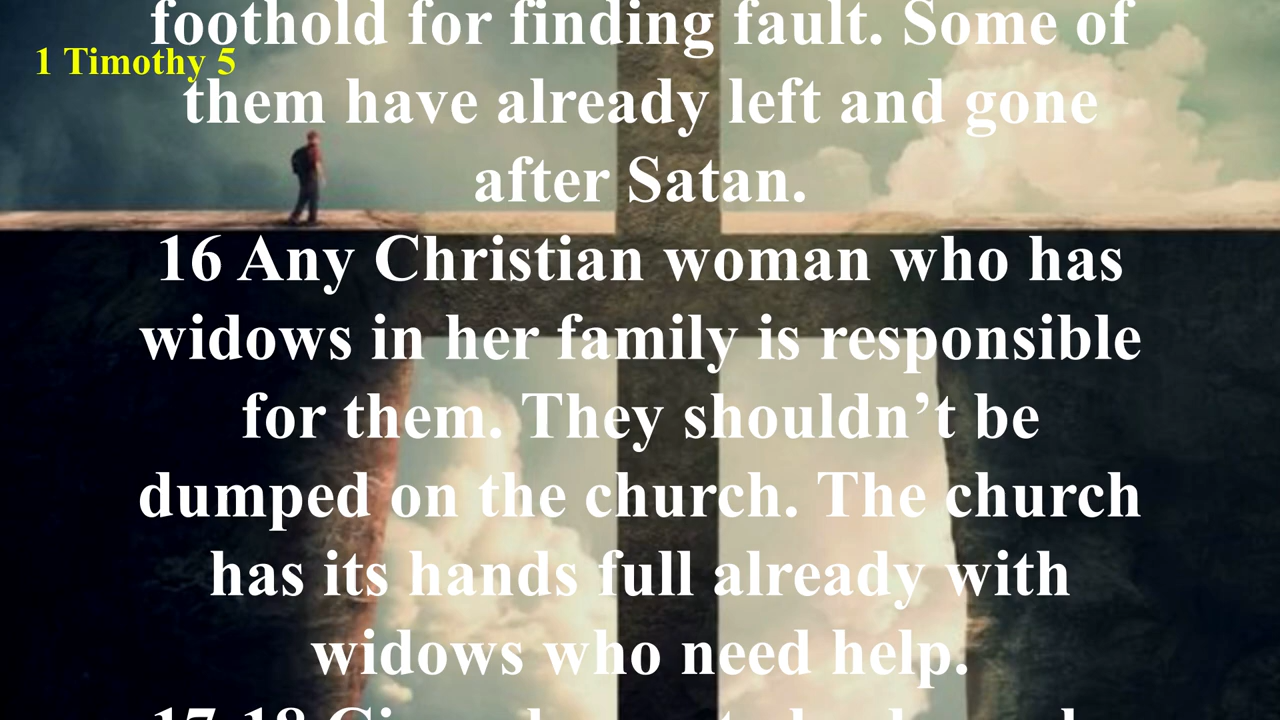 foothold for finding fault. Some of
1 Timothy 5
them have already left and gone
after Satan.
16 Any Christian woman who has
widows in her family is responsible
for them. They shouldn’t be
dumped on the church. The church
has its hands full already with
widows who need help.
17-18